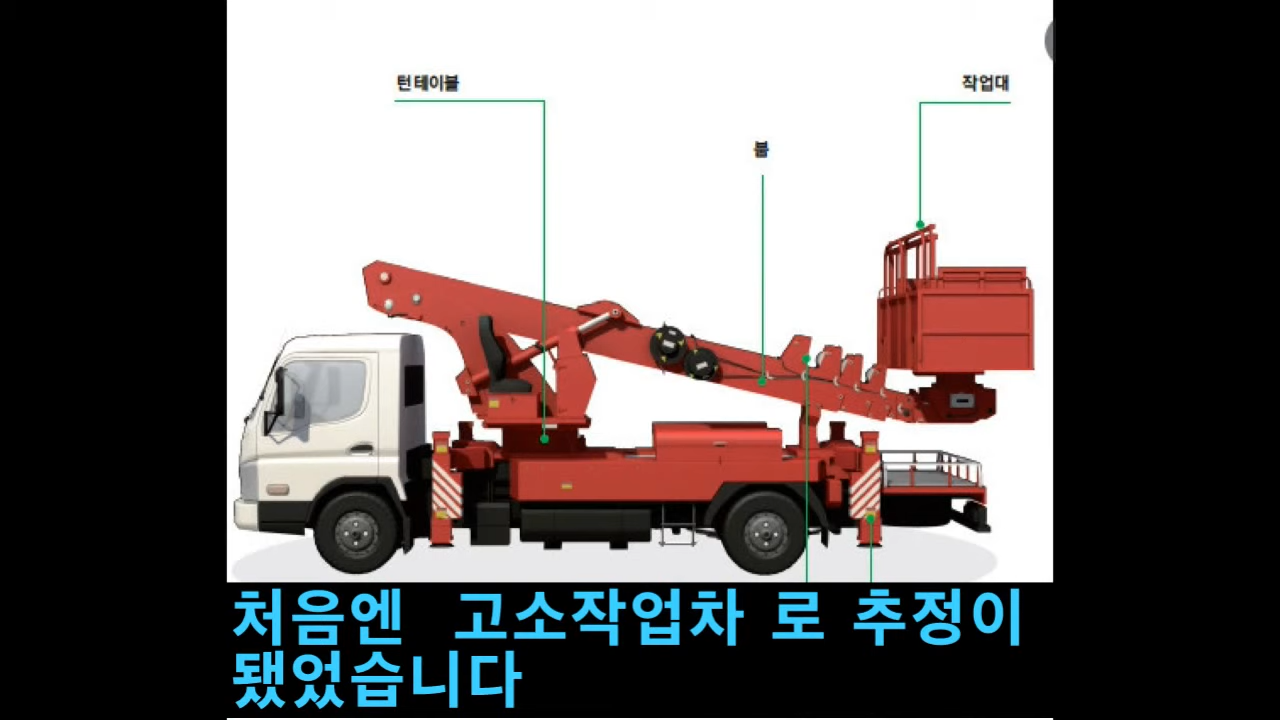 턴테이블
작업대
붐
처음엔 고소작업차 로 추정이
됐었습니다